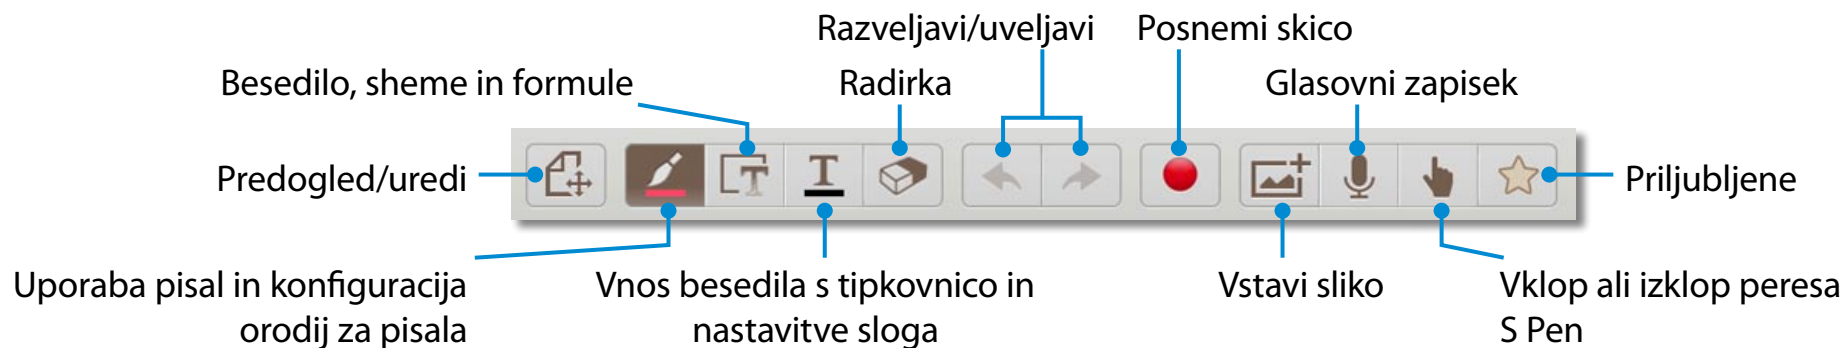 Razveljavi/uveljavi
Posnemi skico
Besedilo, sheme in formule
Radirka
Glasovni zapisek
Predogled/uredi
Priljubljene
Uporaba pisal in konfiguracija
orodij za pisala
Vnos besedila s tipkovnico in
nastavitve sloga
Vstavi sliko
Vklop ali izklop peresa
S Pen